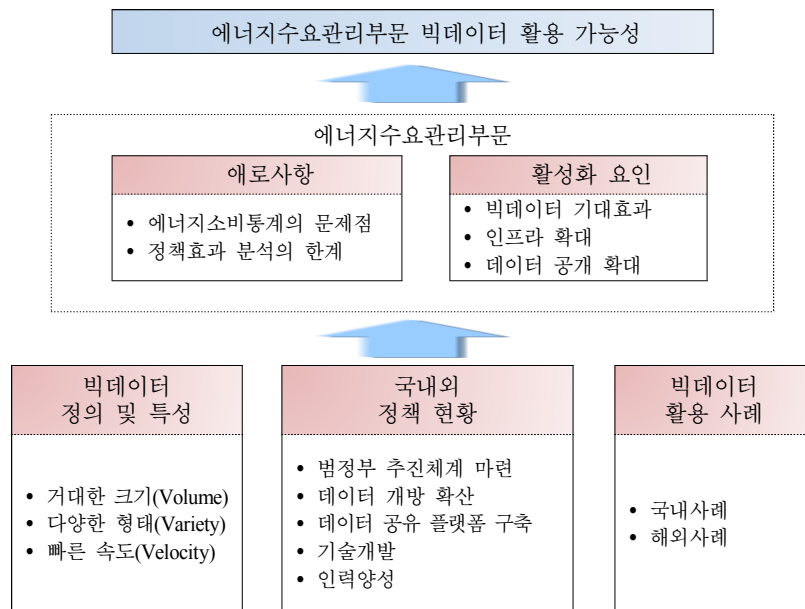 에너지수요관리부문 빅데이터 활용 가능성
에너지수요관리부문
애로사항
• 에너지소비통계의 문제점
• 정책효과 분석의 한계
활성화 요인
• 빅데이터 기대효과
• 인프라 확대
• 데이터 공개 확대
빅데이터
정의 및 특성
• 거대한 크기(Volume)
• 다양한 형태(Variety)
• 빠른 속도(Velocity)
국내외
정책 현황
• 범정부 추진체계 마련
• 데이터 개방 확산
• 데이터 공유 플랫폼 구축
• 기술개발
• 인력양성
빅데이터
활용 사례
• 국내사례
• 해외사례